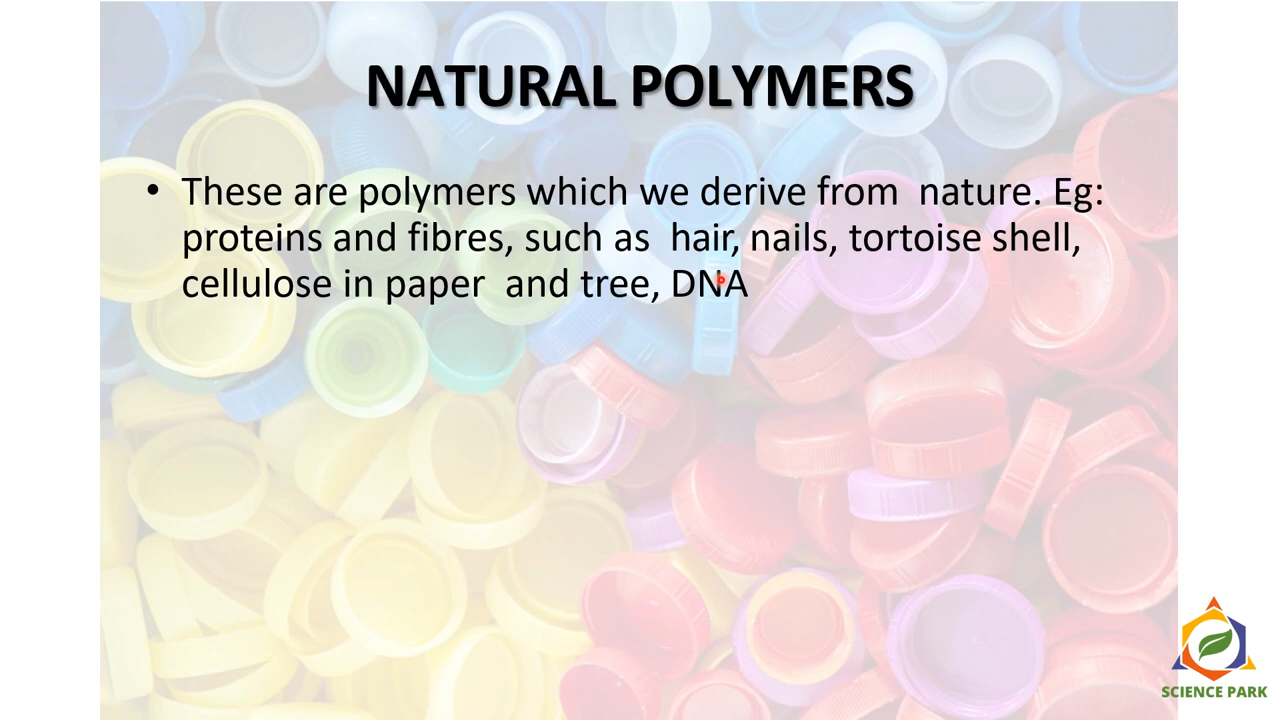 NATURAL POLYMERS
• These are polymers which we derive from  nature. Eg:
proteins and fibres, such as  hair, nails, tortoise shell,
cellulose in paper  and tree, DNA
SCIENCE PARK